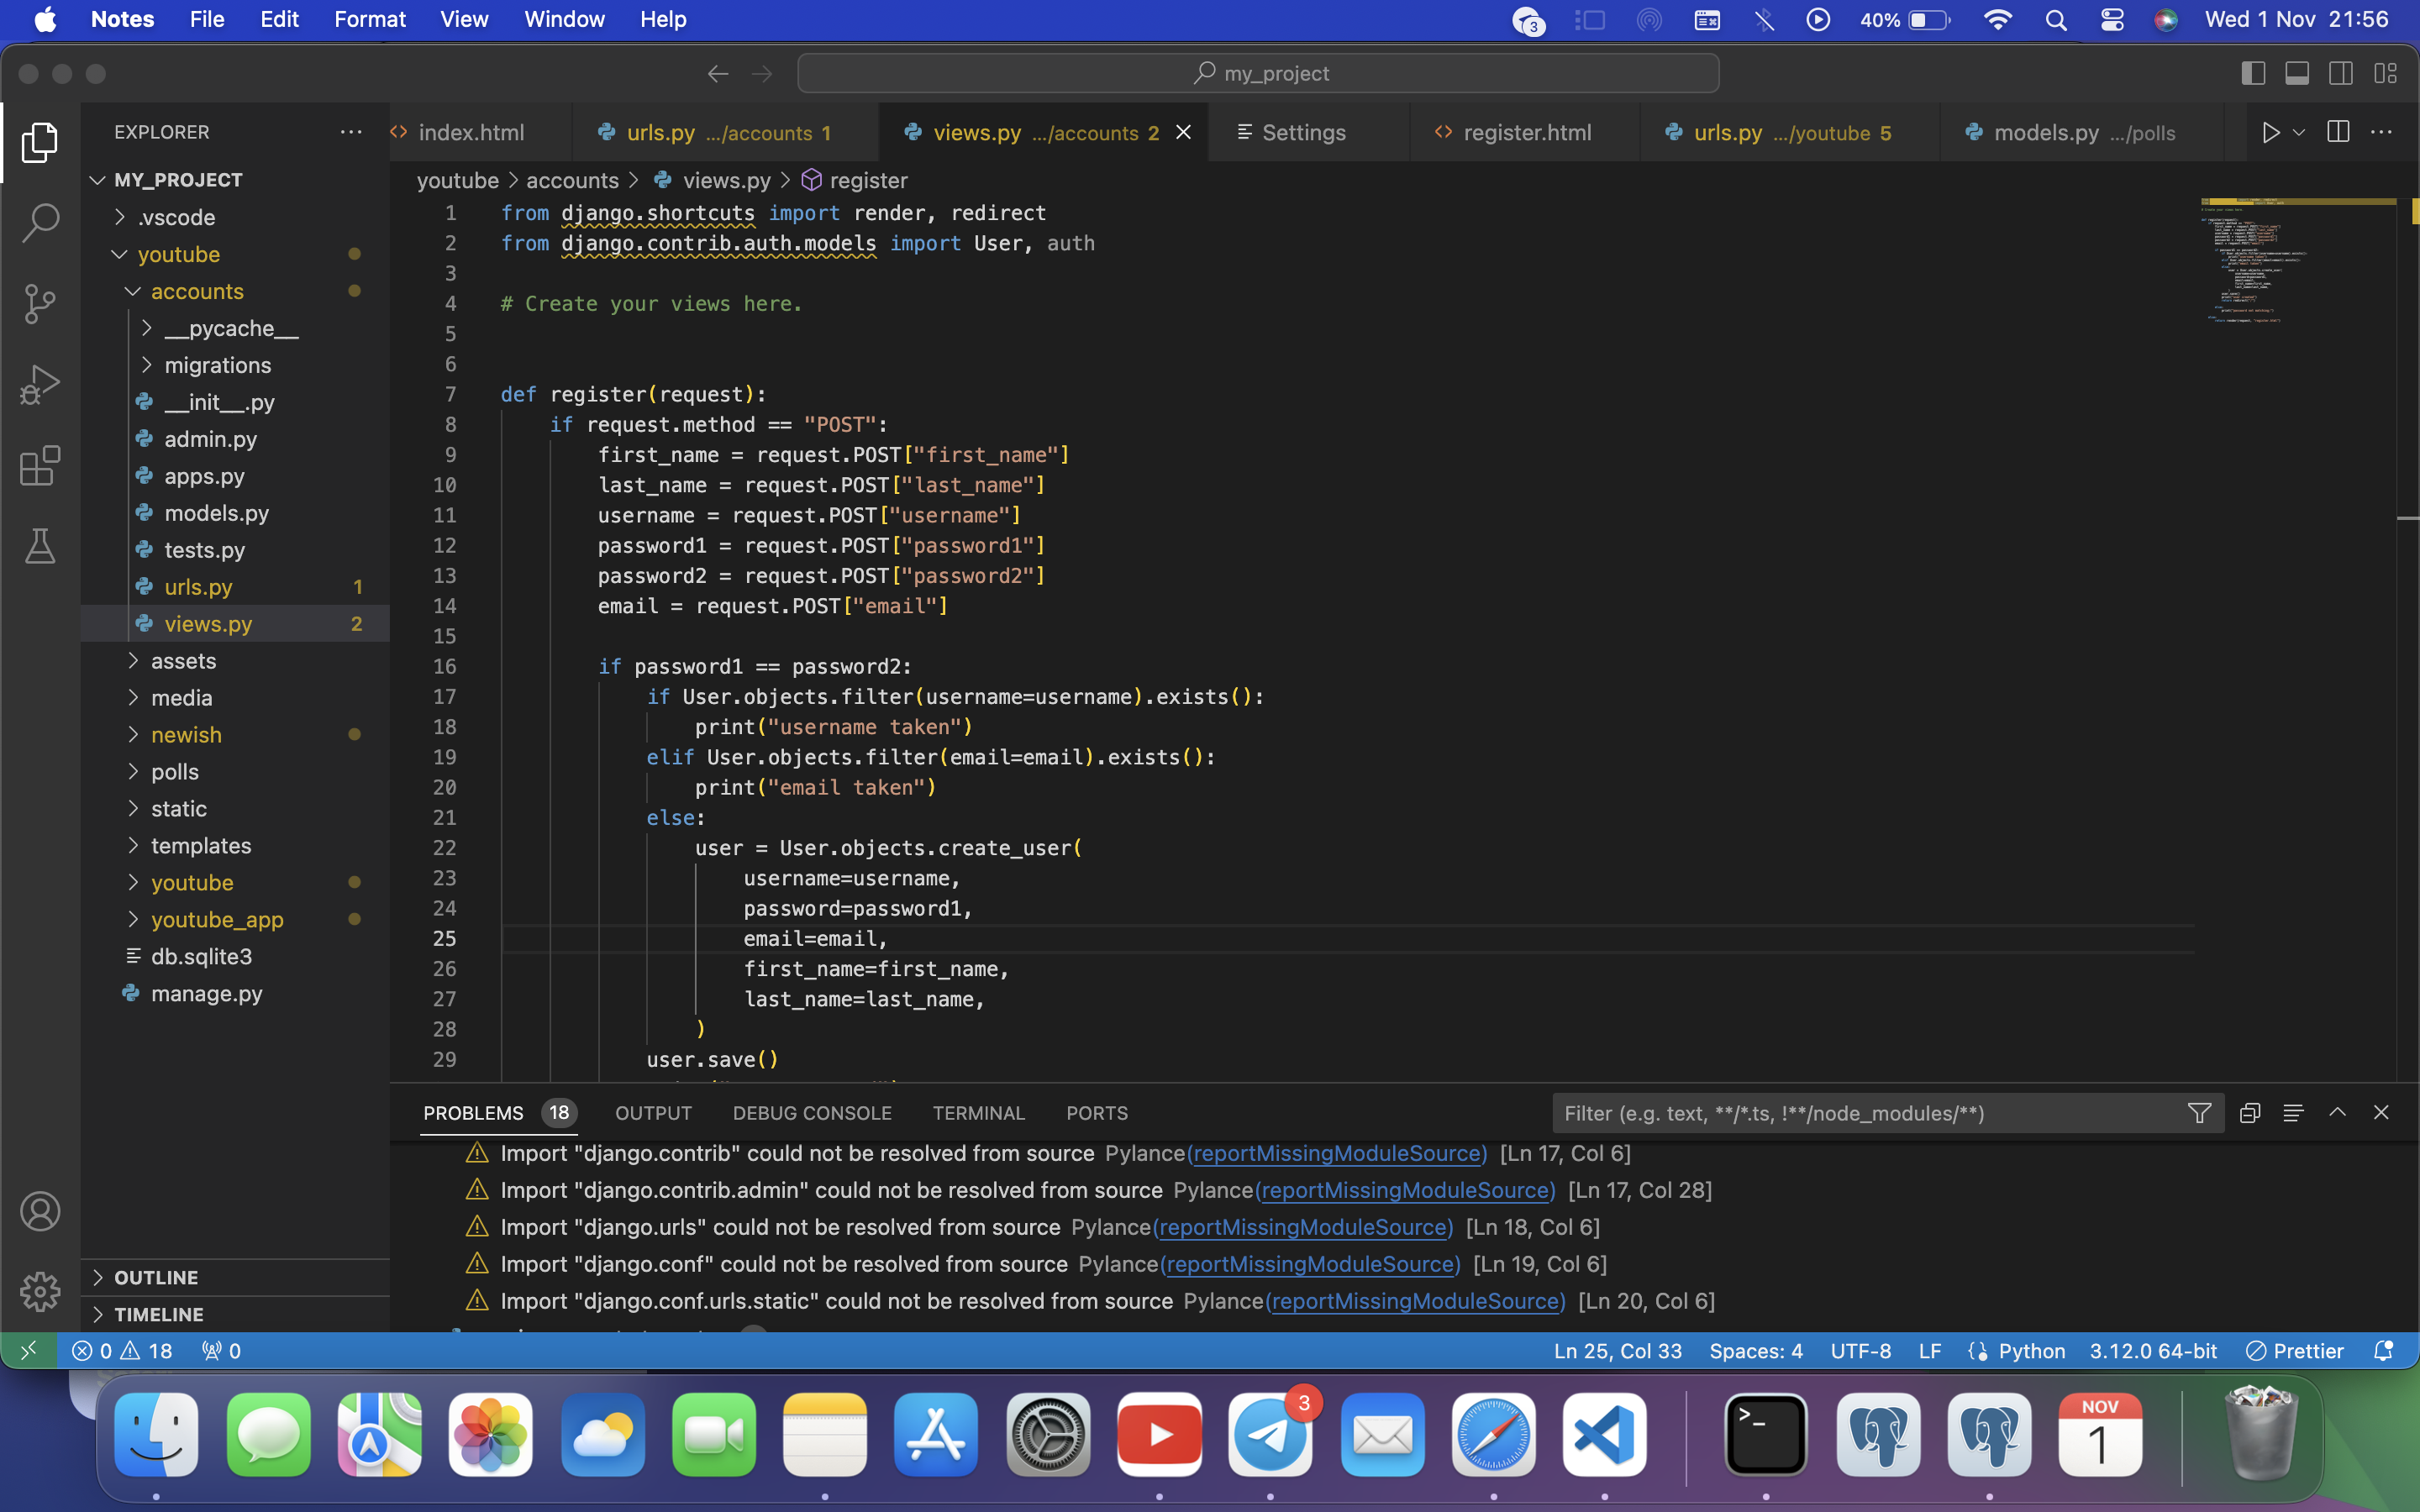 Notes File Edit Format View Window Help 3 40% Wed 1 Nov 21:56
my_project
EXPLORER
index.html urls.py .../accounts 1 views.py .../accounts 2 Settings register.html urls.py .../youtube 5 models.py .../polls
youtube > accounts > views.py > register
MY_PROJECT
.vscode
youtube
accounts
__pycache__
migrations
__init__.py
admin.py
apps.py
models.py
tests.py
urls.py 1
views.py 2
assets
media
newish
polls
static
templates
youtube
youtube_app
db.sqlite3
manage.py
OUTLINE
TIMELINE
1 from django.shortcuts import render, redirect
2 from django.contrib.auth.models import User, auth
3
4 # Create your views here.
5
6
7 def register(request):
8 if request.method == "POST":
9 first_name = request.POST["first_name"]
10 last_name = request.POST["last_name"]
11 username = request.POST["username"]
12 password1 = request.POST["password1"]
13 password2 = request.POST["password2"]
14 email = request.POST["email"]
15
16 if password1 == password2:
17 if User.objects.filter(username=username).exists():
18 print("username taken")
19 elif User.objects.filter(email=email).exists():
20 print("email taken")
21 else:
22 user = User.objects.create_user(
23 username=username,
24 password=password1,
25 email=email,
26 first_name=first_name,
27 last_name=last_name,
28 )
29 user.save()
PROBLEMS 18 OUTPUT DEBUG CONSOLE TERMINAL PORTS Filter (e.g. text, **/*.ts, !**/node_modules/**)
Import "django.contrib" could not be resolved from source Pylance(reportMissingModuleSource) [Ln 17, Col 6]
Import "django.contrib.admin" could not be resolved from source Pylance(reportMissingModuleSource) [Ln 17, Col 28]
Import "django.urls" could not be resolved from source Pylance(reportMissingModuleSource) [Ln 18, Col 6]
Import "django.conf" could not be resolved from source Pylance(reportMissingModuleSource) [Ln 19, Col 6]
Import "django.conf.urls.static" could not be resolved from source Pylance(reportMissingModuleSource) [Ln 20, Col 6]
0 18 0 Ln 25, Col 33 Spaces: 4 UTF-8 LF Python 3.12.0 64-bit Prettier
3
NOV
1